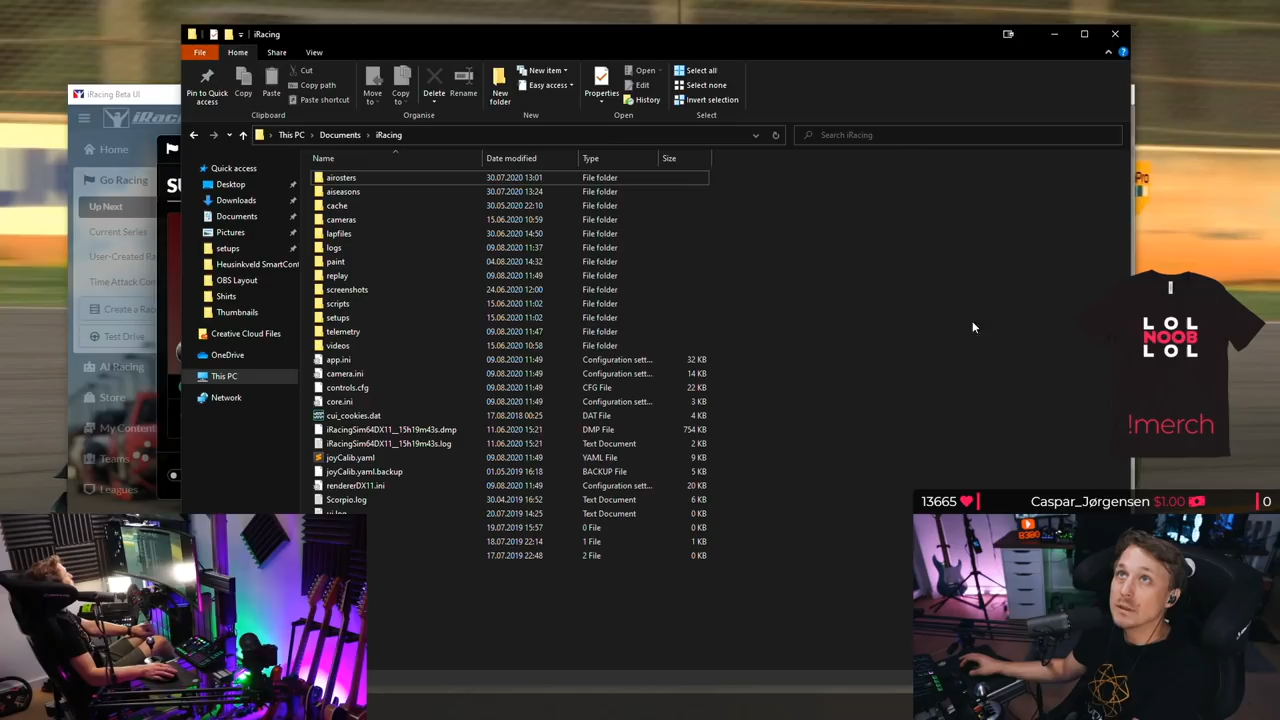 iRacing
File Home Share View
Pin to Quick access
Copy
Paste
Cut
Copy path
Paste shortcut
Clipboard
Move to
Copy to
Delete
Rename
Organise
New folder
New item
Easy access
New
Properties
Open
Edit
History
Open
Select all
Select none
Invert selection
Select
This PC › Documents › iRacing
Search iRacing
Name Date modified Type Size
airosters 30.07.2020 13:01 File folder
aiseasons 30.07.2020 13:24 File folder
cache 30.05.2020 22:10 File folder
cameras 15.06.2020 10:59 File folder
lapfiles 30.06.2020 14:50 File folder
logs 09.08.2020 11:37 File folder
paint 04.08.2020 14:32 File folder
replay 09.08.2020 11:49 File folder
screenshots 24.06.2020 12:00 File folder
scripts 15.06.2020 11:02 File folder
setups 15.06.2020 11:02 File folder
telemetry 09.08.2020 11:47 File folder
videos 15.06.2020 10:58 File folder
app.ini 09.08.2020 11:49 Configuration sett... 32 KB
camera.ini 09.08.2020 11:49 Configuration sett... 14 KB
controls.cfg 09.08.2020 11:49 CFG File 22 KB
core.ini 09.08.2020 11:49 Configuration sett... 3 KB
cui_cookies.dat 17.08.2018 00:25 DAT File 4 KB
iRacingSim64DX11__15h19m43s.dmp 11.06.2020 15:21 DMP File 754 KB
iRacingSim64DX11__15h19m43s.log 11.06.2020 15:21 Text Document 2 KB
joyCalib.yaml 09.08.2020 11:49 YAML File 9 KB
joyCalib.yaml.backup 01.05.2019 16:18 BACKUP File 5 KB
rendererDX11.ini 09.08.2020 11:49 Configuration sett... 20 KB
Scorpio.log 30.04.2019 16:52 Text Document 6 KB
ui.log 20.07.2019 14:25 Text Document 0 KB
19.07.2019 15:57 0 File 0 KB
18.07.2019 22:14 1 File 1 KB
17.07.2019 22:48 2 File 0 KB
Quick access
Desktop
Downloads
Documents
Pictures
setups
Heusinkveld SmartCont
OBS Layout
Shirts
Thumbnails
Creative Cloud Files
OneDrive
This PC
Network
iRacing Beta UI
iRaci
Home
Go Racing
Up Next
Current Series
User-Created Ra
Time Attack Com
Create a Rac
Test Drive
AI Racing
Store
My Content
Teams
Leagues
SU
Pro
LOL
NOOB
LOL
!merch
13665 Caspar_Jørgensen $1.00 0